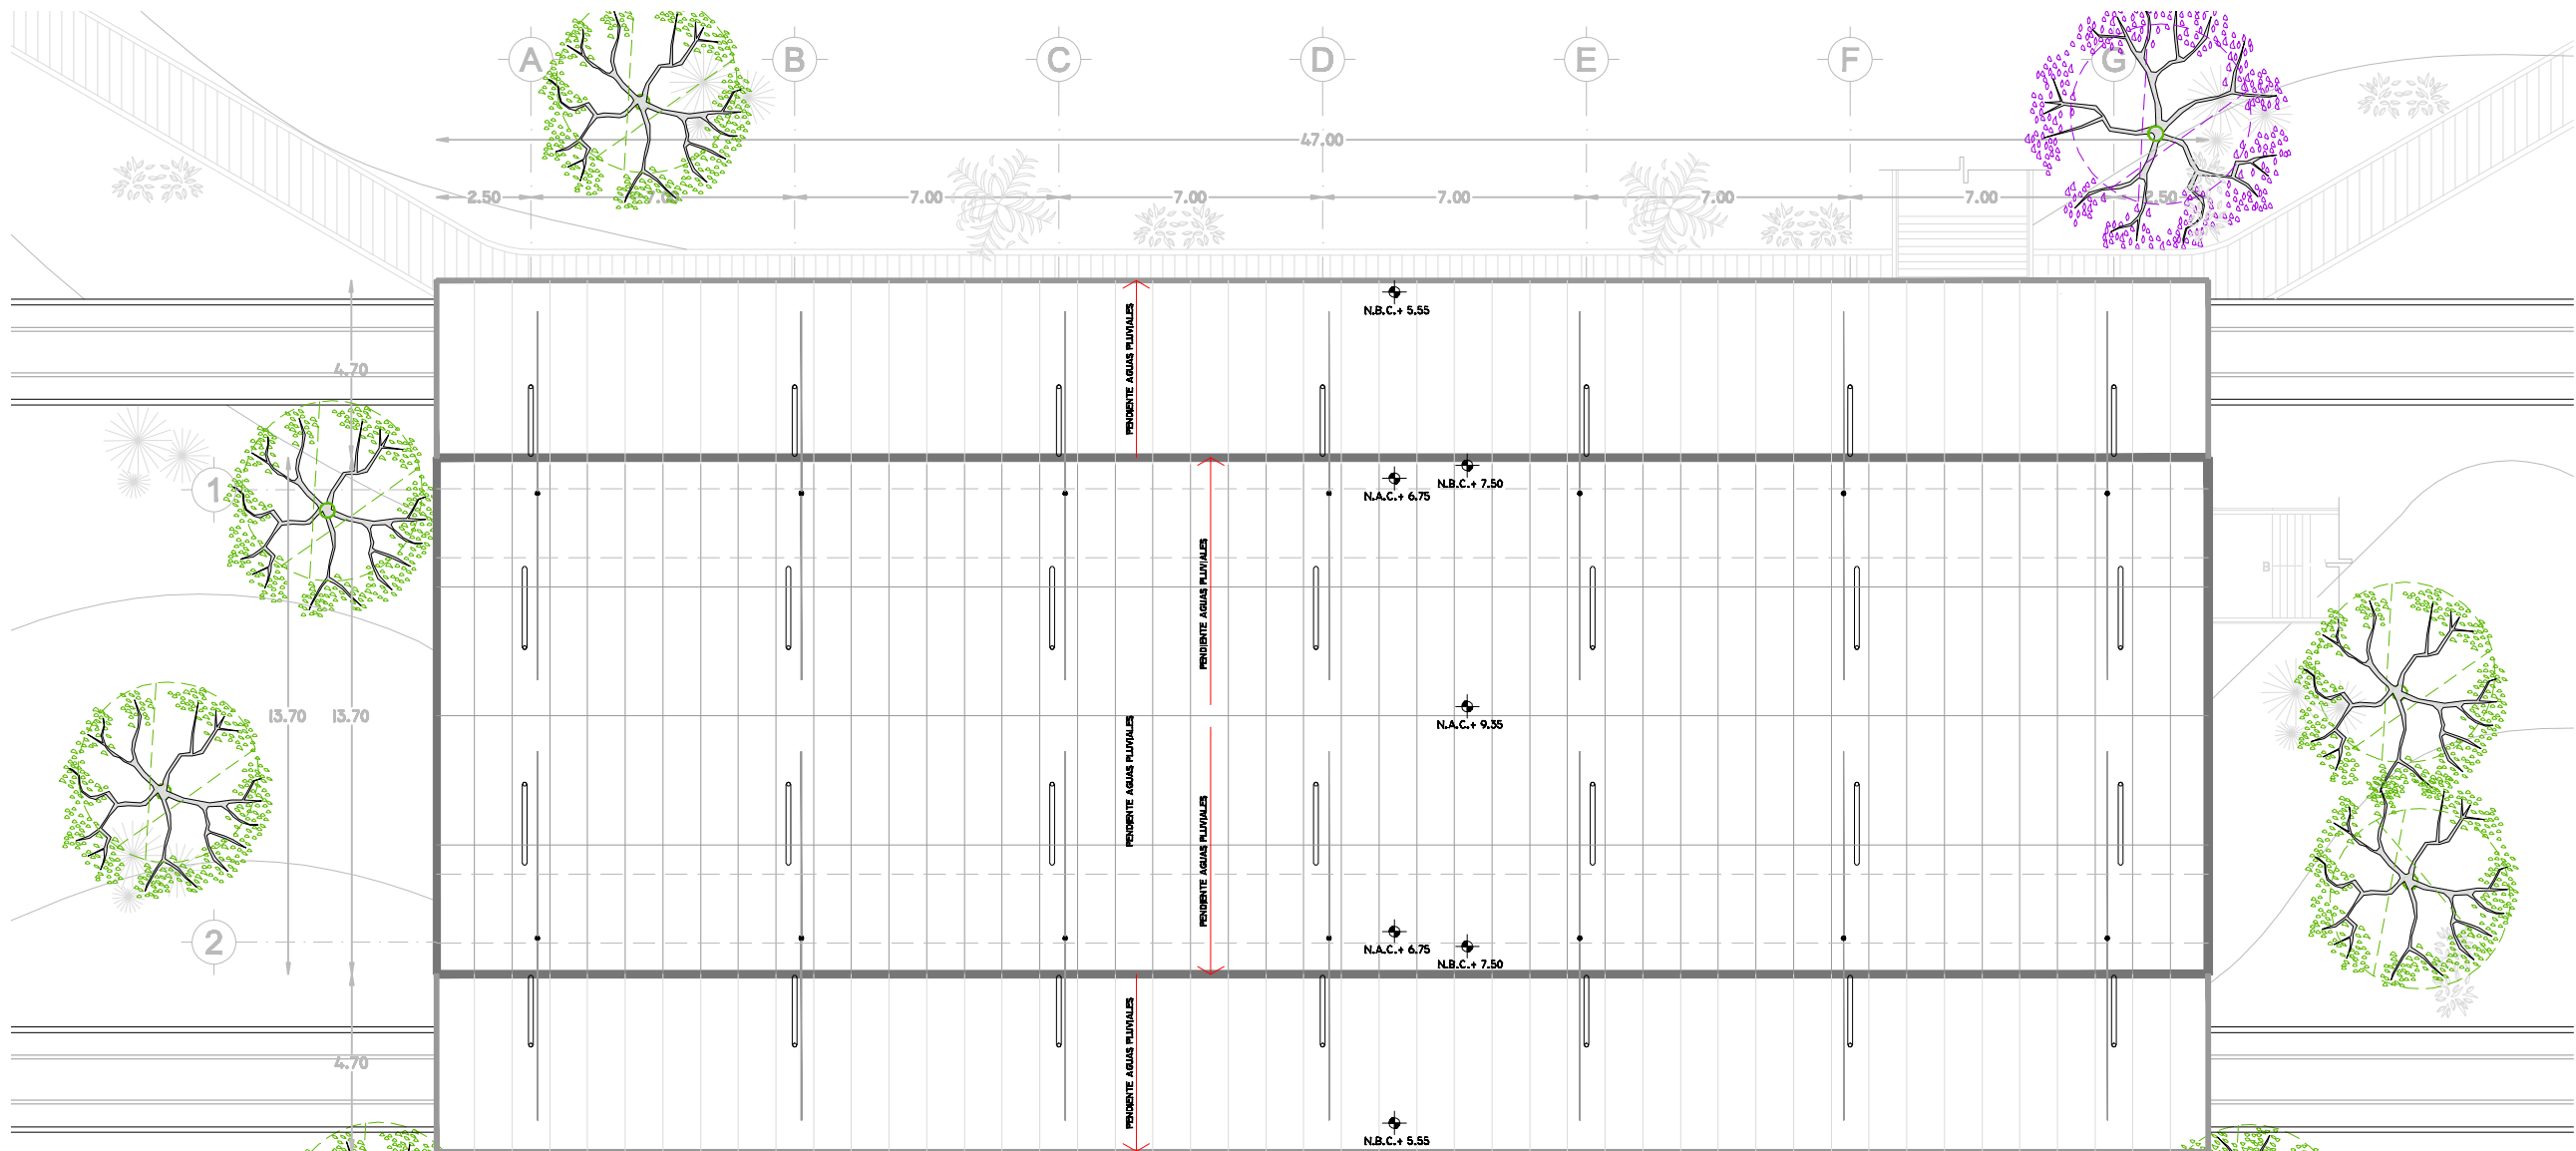 A B C D E F G
47.00
2.50 7.00 7.00 7.00 7.00 7.00 7.00 2.50
N.B.C.+ 5.55
PENDIENTE AGUAS PLUVIALES
4.70
N.B.C.+ 7.50
N.A.C.+ 6.75
1
PENDIENTE AGUAS PLUVIALES
B
13.70 13.70
N.A.C.+ 9.35
PENDIENTE AGUAS PLUVIALES
PENDIENTE AGUAS PLUVIALES
2
N.A.C.+ 6.75
N.B.C.+ 7.50
4.70
PENDIENTE AGUAS PLUVIALES
N.B.C.+ 5.55